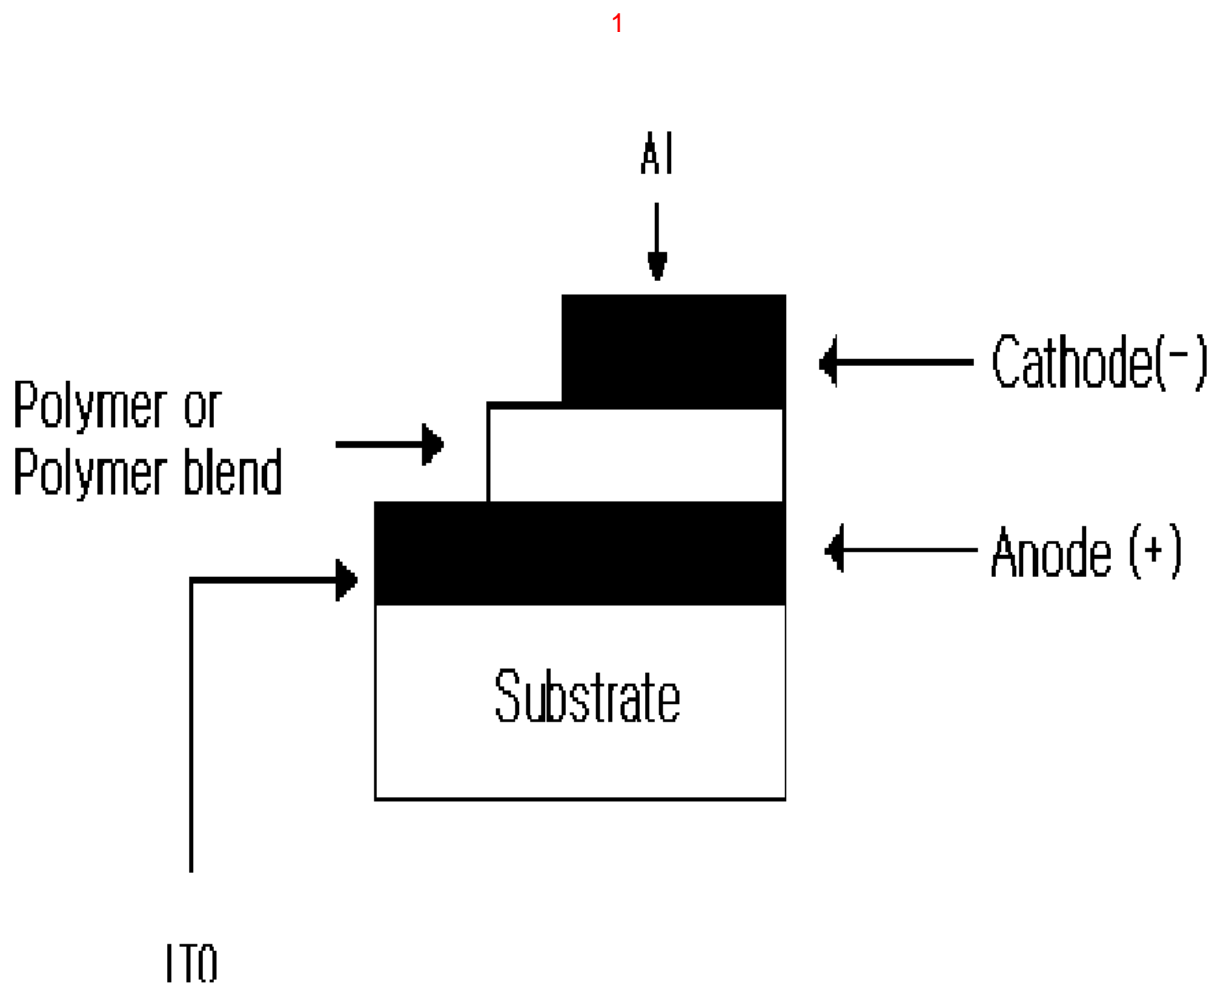 1
Al
Cathode(-)
Polymer or
Polymer blend
Anode (+)
Substrate
ITO